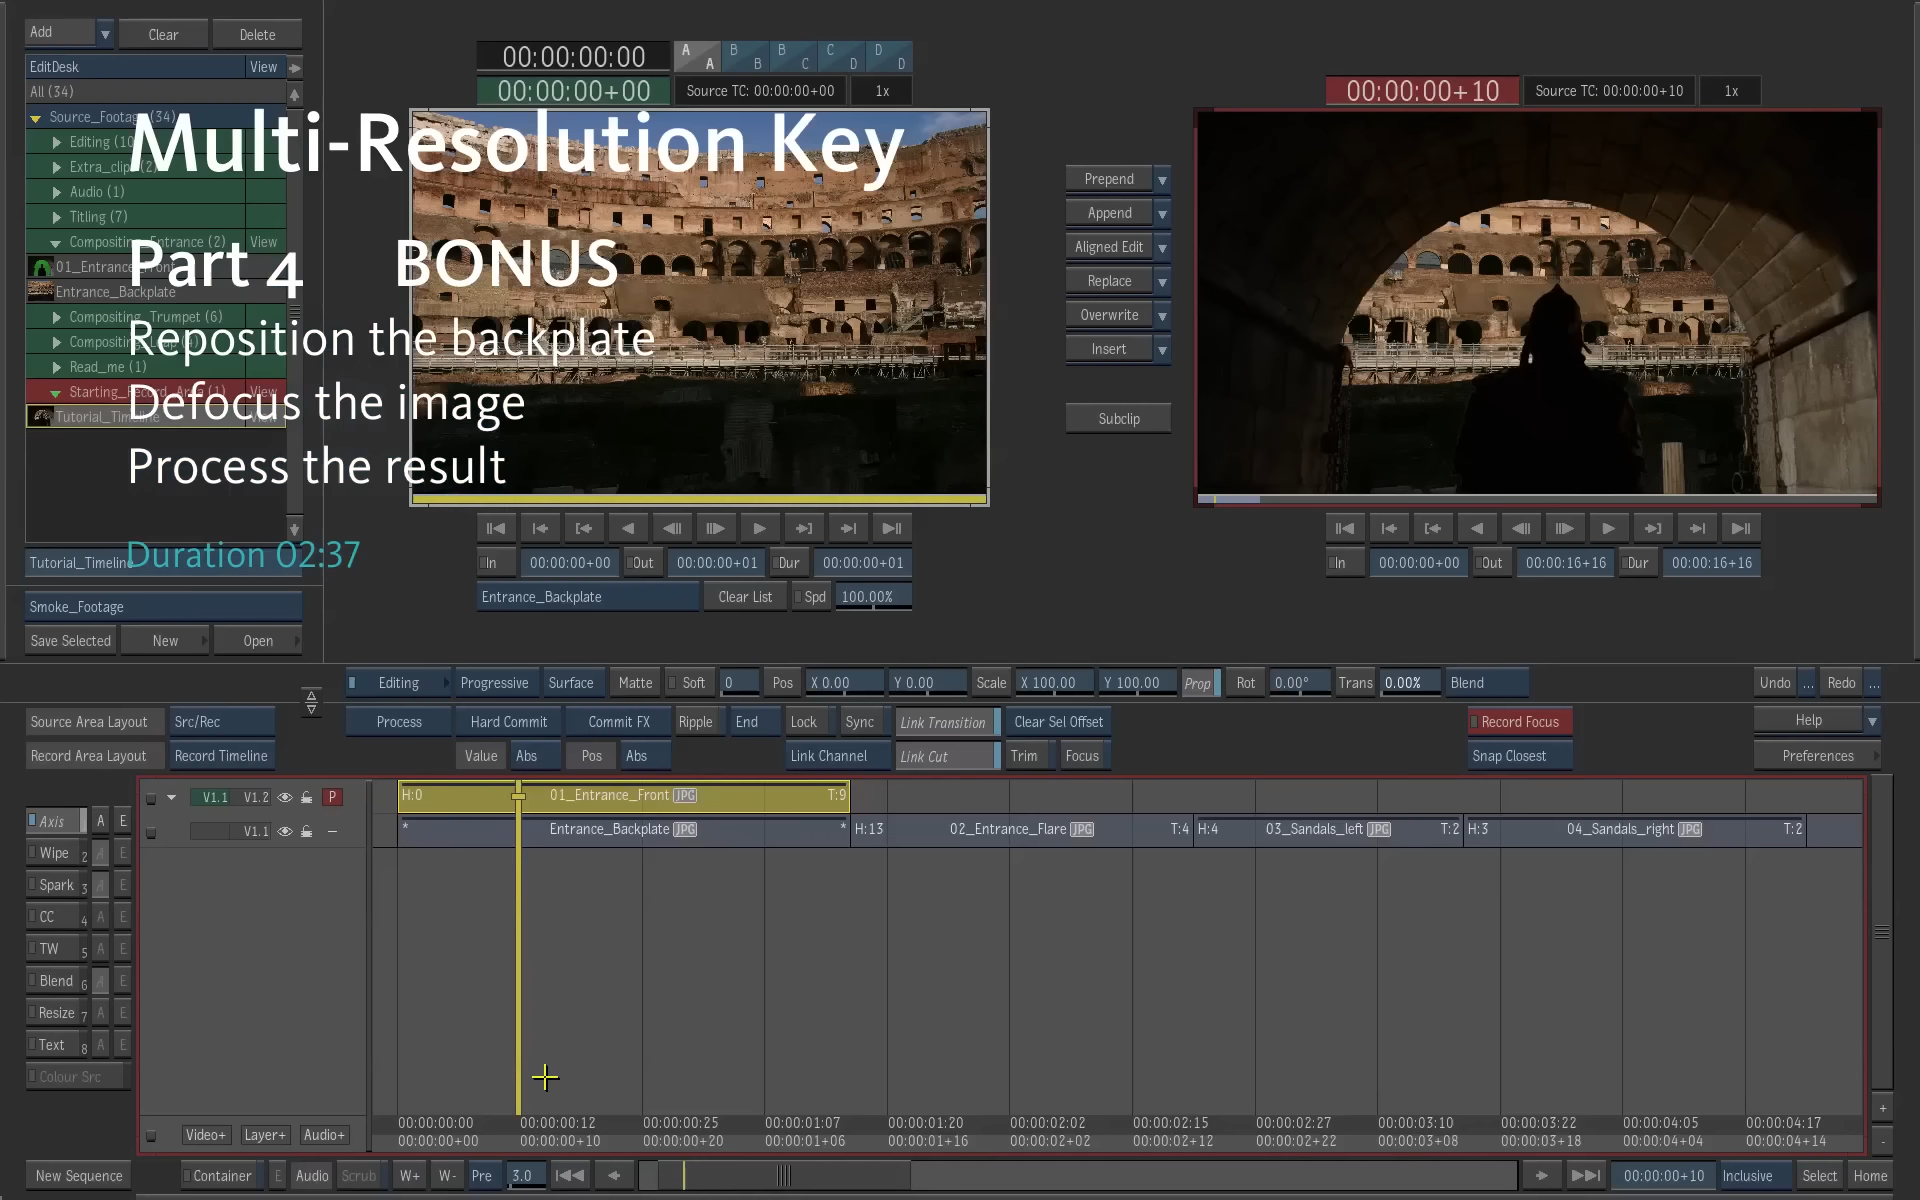 Add
Clear
Delete
EditDesk
View
All (34)
Source_Footage (34)
Editing (10
Extra_clip (2)
Audio (1)
Titling (7)
Compositing_Entrance (2)
View
01_Entrance_Front
Entrance_Backplate
Compositing_Trumpet (6)
Read_me (1)
Starting_Record_Area (1)
View
Tutorial_Timeline
View
Tutorial_Timeline
Smoke_Footage
Save Selected
New
Open
Multi-Resolution Key
Part 4 BONUS
Reposition the backplate
Defocus the image
Process the result
Duration 02:37
00:00:00:00
A A
B B
B C
C D
D D
00:00:00+00
Source TC: 00:00:00+00
1x
In
00:00:00+00
Out
00:00:00+01
Dur
00:00:00+01
Entrance_Backplate
Clear List
Spd
100.00%
Prepend
Append
Aligned Edit
Replace
Overwrite
Insert
Subclip
00:00:00+10
Source TC: 00:00:00+10
1x
In
00:00:00+00
Out
00:00:16+16
Dur
00:00:16+16
Editing
Progressive
Surface
Matte
Soft
0
Pos
X 0.00
Y 0.00
Scale
X 100.00
Y 100.00
Prop
Rot
0.00°
Trans
0.00%
Blend
Undo
...
Redo
...
Source Area Layout
Src/Rec
Process
Hard Commit
Commit FX
Ripple
End
Lock
Sync
Link Transition
Clear Sel Offset
Record Focus
Help
Record Area Layout
Record Timeline
Value
Abs
Pos
Abs
Link Channel
Link Cut
Trim
Focus
Snap Closest
Preferences
Axis A E
Wipe 2 A E
Spark 3 A E
CC 4 A E
TW 5 A E
Blend 6 A E
Resize 7 A E
Text 8 A E
Colour Src
V1.1 V1.2 P
V1.1
H:0 01_Entrance_Front JPG T:9
* Entrance_Backplate JPG *
H:13 02_Entrance_Flare JPG T:4
H:4 03_Sandals_left JPG T:2
H:3 04_Sandals_right JPG T:2
00:00:00:00 00:00:00:12 00:00:00:25 00:00:01:07 00:00:01:20 00:00:02:02 00:00:02:15 00:00:02:27 00:00:03:10 00:00:03:22 00:00:04:05 00:00:04:17
00:00:00+00 00:00:00+10 00:00:00+20 00:00:01+06 00:00:01+16 00:00:02+02 00:00:02+12 00:00:02+22 00:00:03+08 00:00:03+18 00:00:04+04 00:00:04+14
Video+
Layer+
Audio+
+
-
New Sequence
Container
E
Audio
Scrub
W+
W-
Pre
3.0
00:00:00+10
Inclusive
Select
Home